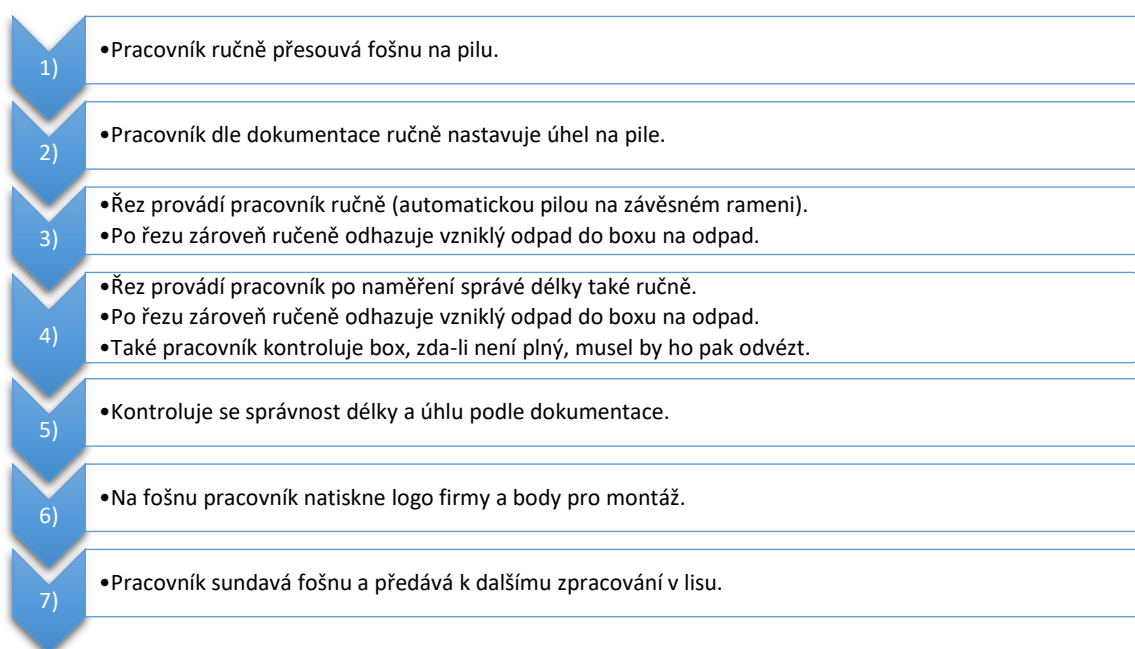 1)
•Pracovník ručně přesouvá fošnu na pilu.
2)
•Pracovník dle dokumentace ručně nastavuje úhel na pile.
3)
•Řez provádí pracovník ručně (automatickou pilou na závěsném rameni).
•Po řezu zároveň ručeně odhazuje vzniklý odpad do boxu na odpad.
4)
•Řez provádí pracovník po naměření správé délky také ručně.
•Po řezu zároveň ručeně odhazuje vzniklý odpad do boxu na odpad.
•Také pracovník kontroluje box, zda-li není plný, musel by ho pak odvézt.
5)
•Kontroluje se správnost délky a úhlu podle dokumentace.
6)
•Na fošnu pracovník natiskne logo firmy a body pro montáž.
7)
•Pracovník sundavá fošnu a předává k dalšímu zpracování v lisu.